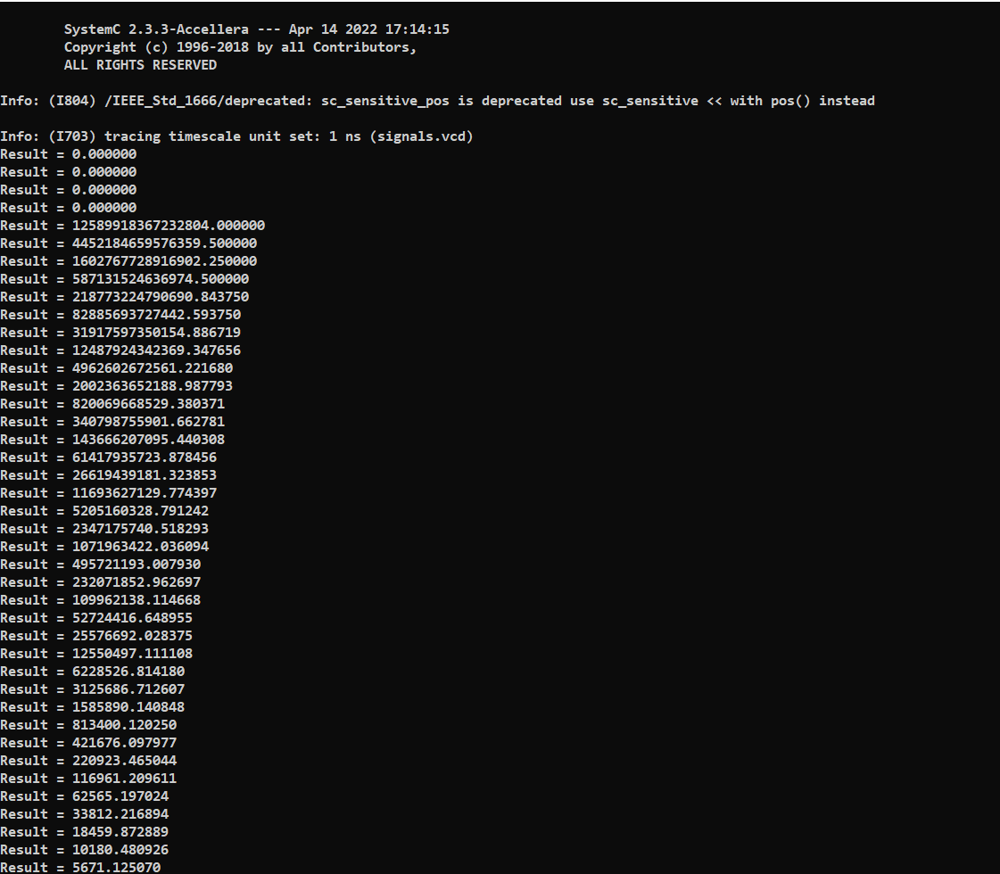 SystemC 2.3.3-Accellera --- Apr 14 2022 17:14:15
Copyright (c) 1996-2018 by all Contributors,
ALL RIGHTS RESERVED
Info: (I804) /IEEE_Std_1666/deprecated: sc_sensitive_pos is deprecated use sc_sensitive << with pos() instead
Info: (I703) tracing timescale unit set: 1 ns (signals.vcd)
Result = 0.000000
Result = 0.000000
Result = 0.000000
Result = 0.000000
Result = 12589918367232804.000000
Result = 4452184659576359.500000
Result = 1602767728916902.250000
Result = 587131524636974.500000
Result = 218773224790690.843750
Result = 82885693727442.593750
Result = 31917597350154.886719
Result = 12487924342369.347656
Result = 4962602672561.221680
Result = 2002363652188.987793
Result = 820069668529.380371
Result = 340798755901.662781
Result = 143666207095.440308
Result = 61417935723.878456
Result = 26619439181.323853
Result = 11693627129.774397
Result = 5205160328.791242
Result = 2347175740.518293
Result = 1071963422.036094
Result = 495721193.007930
Result = 232071852.962697
Result = 109962138.114668
Result = 52724416.648955
Result = 25576692.028375
Result = 12550497.111108
Result = 6228526.814180
Result = 3125686.712607
Result = 1585890.140848
Result = 813400.120250
Result = 421676.097977
Result = 220923.465044
Result = 116961.209611
Result = 62565.197024
Result = 33812.216894
Result = 18459.872889
Result = 10180.480926
Result = 5671.125070